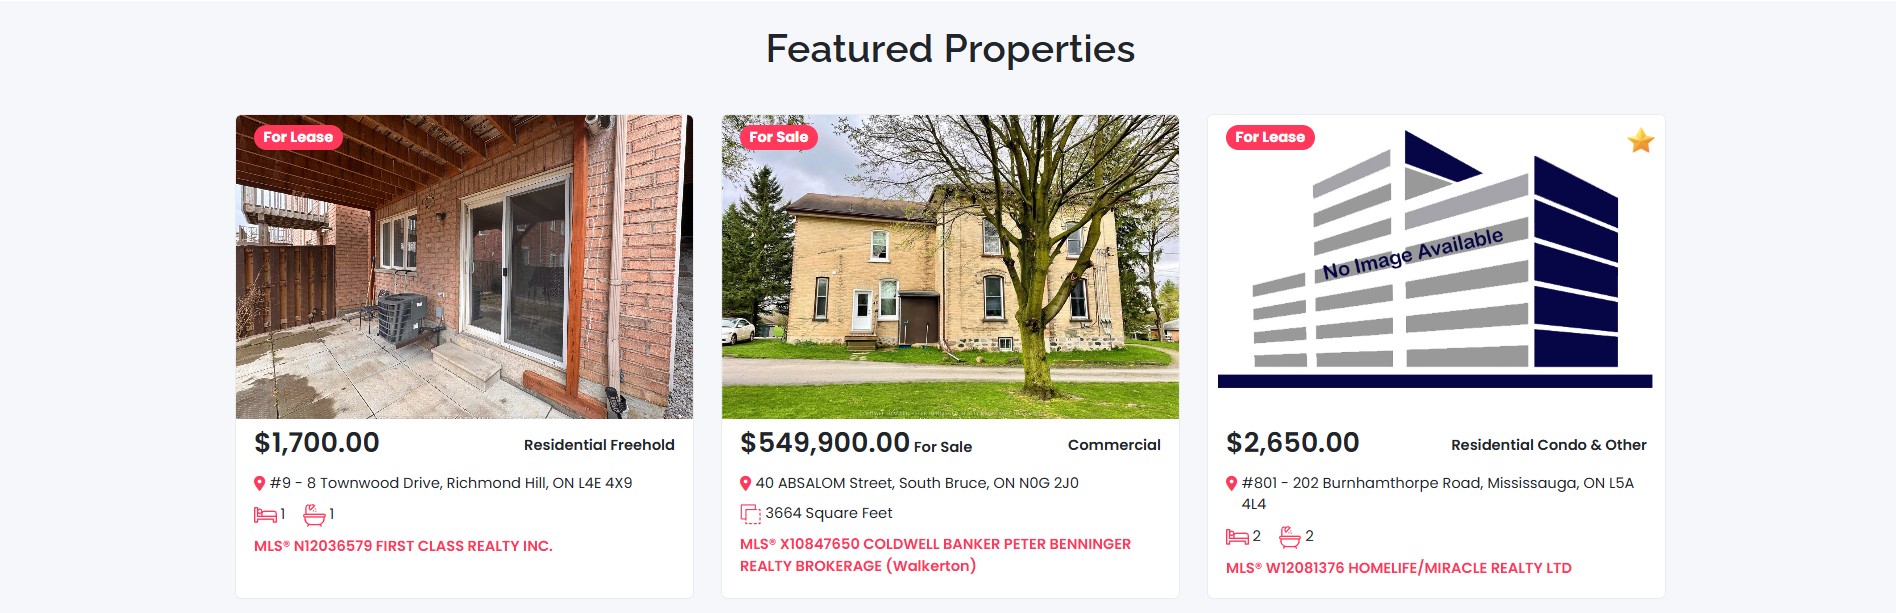 Featured Properties
For Lease
$1,700.00
Residential Freehold
#9 - 8 Townwood Drive, Richmond Hill, ON L4E 4X9
1 1
MLS® N12036579 FIRST CLASS REALTY INC.
For Sale
$549,900.00 For Sale
Commercial
40 ABSALOM Street, South Bruce, ON N0G 2J0
3664 Square Feet
MLS® X10847650 COLDWELL BANKER PETER BENNINGER
REALTY BROKERAGE (Walkerton)
For Lease
No Image Available
$2,650.00
Residential Condo & Other
#801 - 202 Burnhamthorpe Road, Mississauga, ON L5A
4L4
2 2
MLS® W12081376 HOMELIFE/MIRACLE REALTY LTD